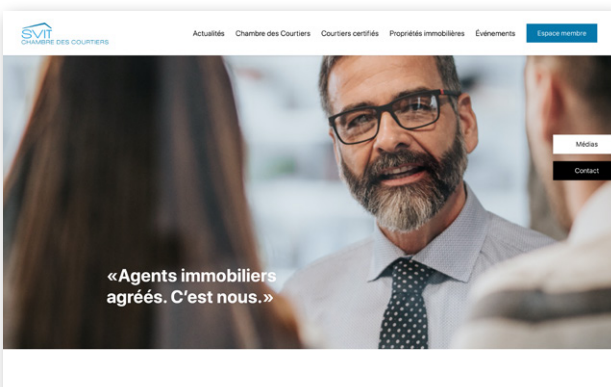 SVIT
CHAMBRE DES COURTIERS
Actualités Chambre des Courtiers Courtiers certifiés Propriétés immobilières Événements Espace membre
Médias
Contact
«Agents immobiliers
agréés. C’est nous.»